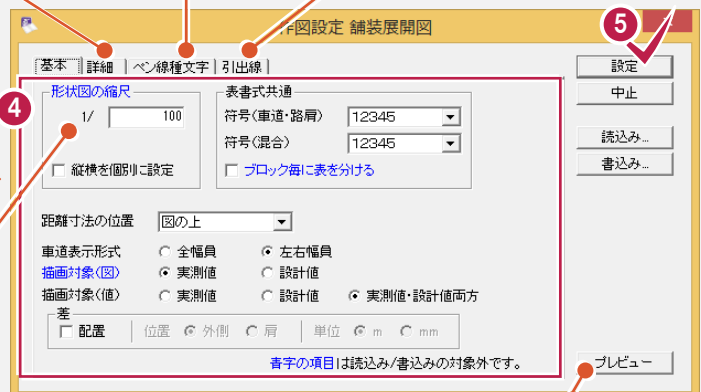 作図設定 舗装展開図
5
基本 詳細 ペン線種文字 引出線
設定
中止
読込み...
書込み...
4
形状図の縮尺
1/ 100
縦横を個別に設定
表書式共通
符号(車道・路肩) 12345
符号(混合) 12345
ブロック毎に表を分ける
距離寸法の位置 図の上
車道表示形式 全幅員 左右幅員
描画対象(図) 実測値 設計値
描画対象(値) 実測値 設計値 実測値・設計値両方
差
配置 位置 外側 肩 単位 m mm
青字の項目は読込み/書込みの対象外です。
プレビュー